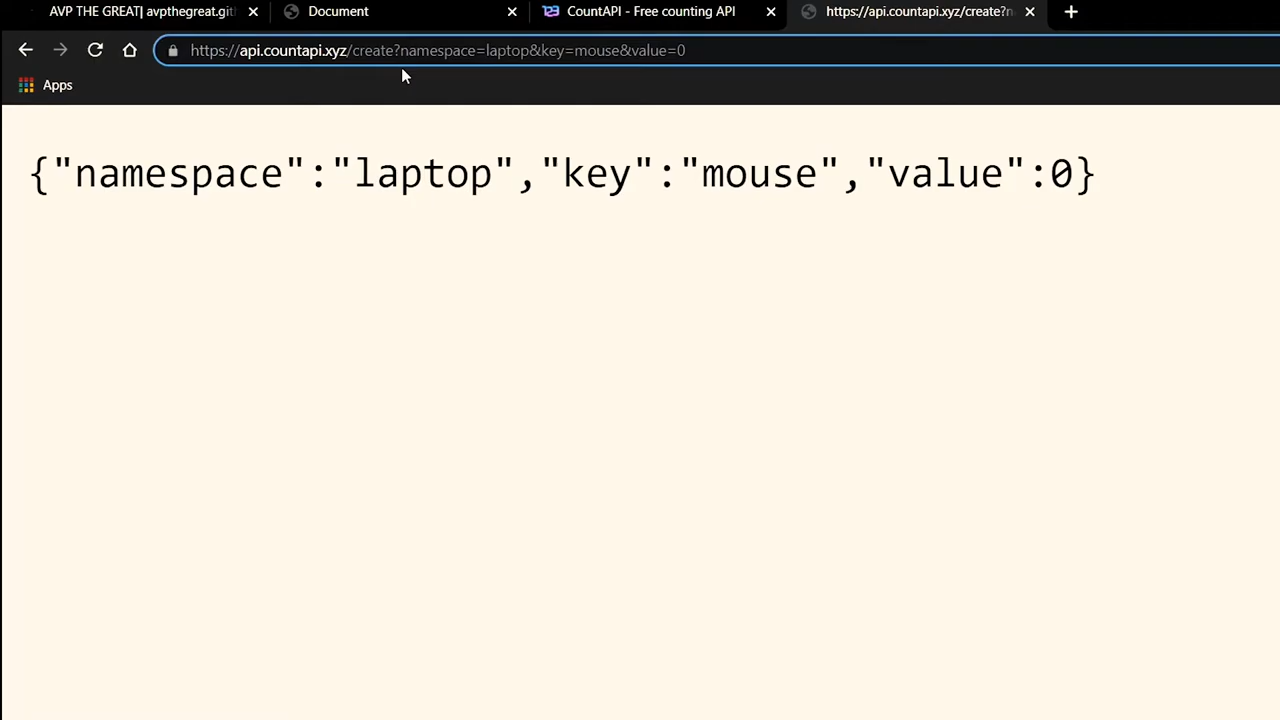 AVP THE GREAT| avpthegreat.git
Document
CountAPI - Free counting API
https://api.countapi.xyz/create?n
https://api.countapi.xyz/create?namespace=laptop&key=mouse&value=0
Apps
{"namespace":"laptop","key":"mouse","value":0}